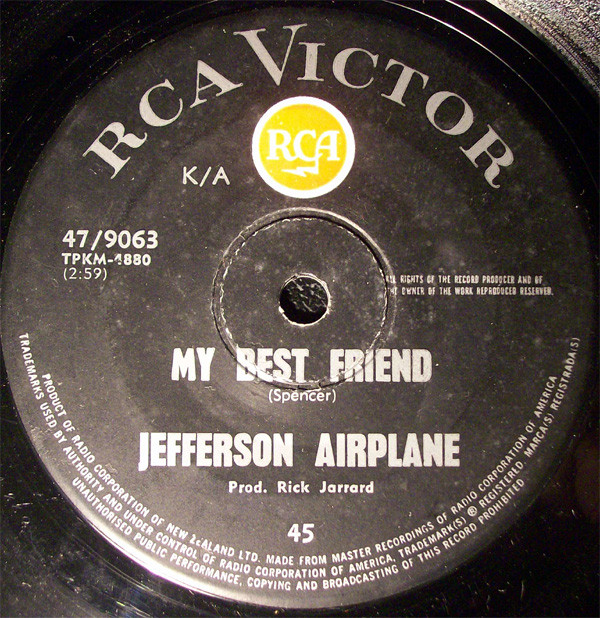 RCA VICTOR
RCA
K/A
47/9063
TPKM-4880
(2:59)
RIGHTS OF THE RECORD PRODUCER AND OF
OWNER OF THE WORK REPRODUCED RESERVED.
MY BEST FRIEND
(Spencer)
JEFFERSON AIRPLANE
Prod. Rick Jarrard
45
PRODUCT OF RADIO CORPORATION OF NEW ZeALAND LTD. MADE FROM MASTER RECORDINGS OF RADIO CORPORATION OF AMERICA
TRADEMARKS USED BY AUTHORITY AND UNDER CONTROL OF RADIO CORPORATION OF AMERICA, TRADEMARK(S) ® REGISTERED. MARCA(S) REGISTRADA(S)
UNAUTHORISED PUBLIC PERFORMANCE, COPYING AND BROADCASTING OF THIS RECORD PROHIBITED